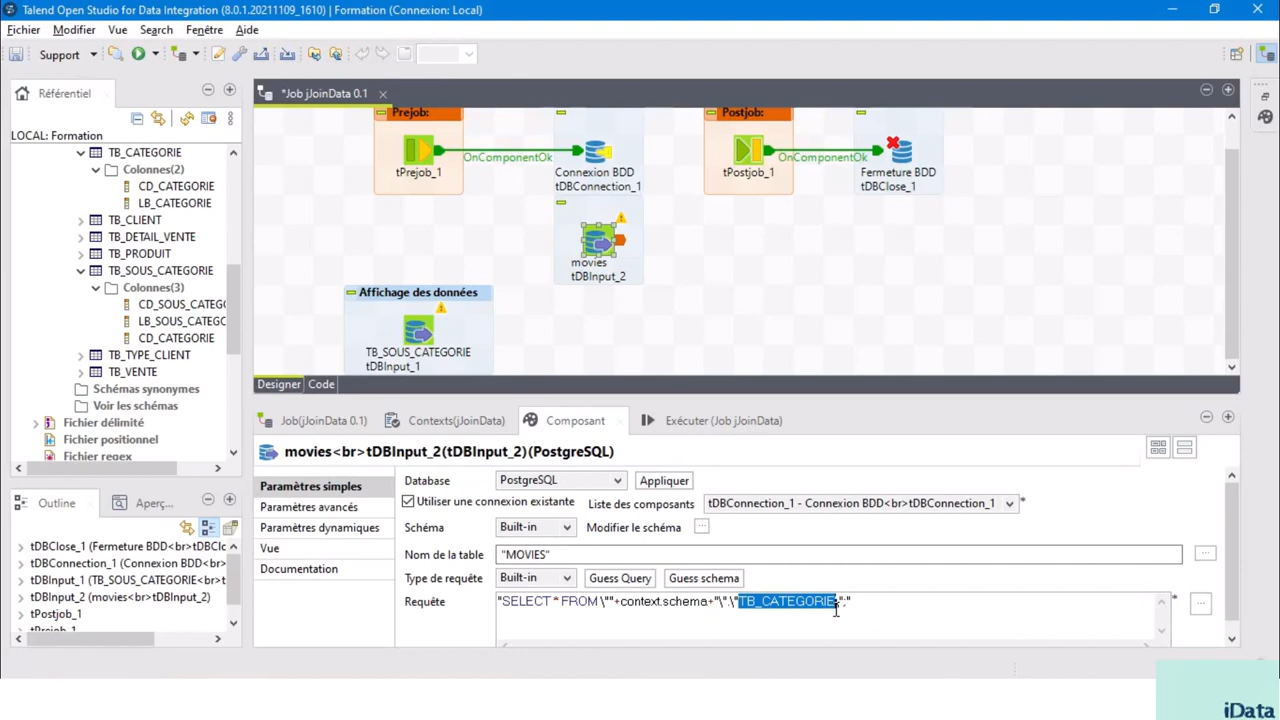 Talend Open Studio for Data Integration (8.0.1.20211109_1610) | Formation (Connexion: Local)
Fichier Modifier Vue Search Fenêtre Aide
Support
Référentiel
LOCAL: Formation
TB_CATEGORIE
Colonnes(2)
CD_CATEGORIE
LB_CATEGORIE
TB_CLIENT
TB_DETAIL_VENTE
TB_PRODUIT
TB_SOUS_CATEGORIE
Colonnes(3)
CD_SOUS_CATEG(
LB_SOUS_CATEG(
CD_CATEGORIE
TB_TYPE_CLIENT
TB_VENTE
Schémas synonymes
Voir les schémas
Fichier délimité
Fichier positionnel
Fichier regex
*Job jJoinData 0.1
Prejob:
Postjob:
OnComponentOk
OnComponentOk
tPrejob_1
Connexion BDD
tDBConnection_1
tPostjob_1
Fermeture BDD
tDBClose_1
movies
tDBInput_2
Affichage des données
TB_SOUS_CATEGORIE
tDBInput_1
Designer Code
Job(jJoinData 0.1) Contexts(jJoinData) Composant Exécuter (Job jJoinData)
movies<br>tDBInput_2(tDBInput_2)(PostgreSQL)
Paramètres simples
Paramètres avancés
Paramètres dynamiques
Vue
Documentation
Database PostgreSQL Appliquer
Utiliser une connexion existante Liste des composants tDBConnection_1 - Connexion BDD<br>tDBConnection_1 *
Schéma Built-in Modifier le schéma ...
Nom de la table "MOVIES" ...
Type de requête Built-in Guess Query Guess schema
Requête "SELECT * FROM \""+context.schema+"\".\"TB_CATEGORIE\";" * ...
Outline Aperç...
tDBClose_1 (Fermeture BDD<br>tDBClo
tDBConnection_1 (Connexion BDD<br>t
tDBInput_1 (TB_SOUS_CATEGORIE<br>t
tDBInput_2 (movies<br>tDBInput_2)
tPostjob_1
tPrejob_1
iData